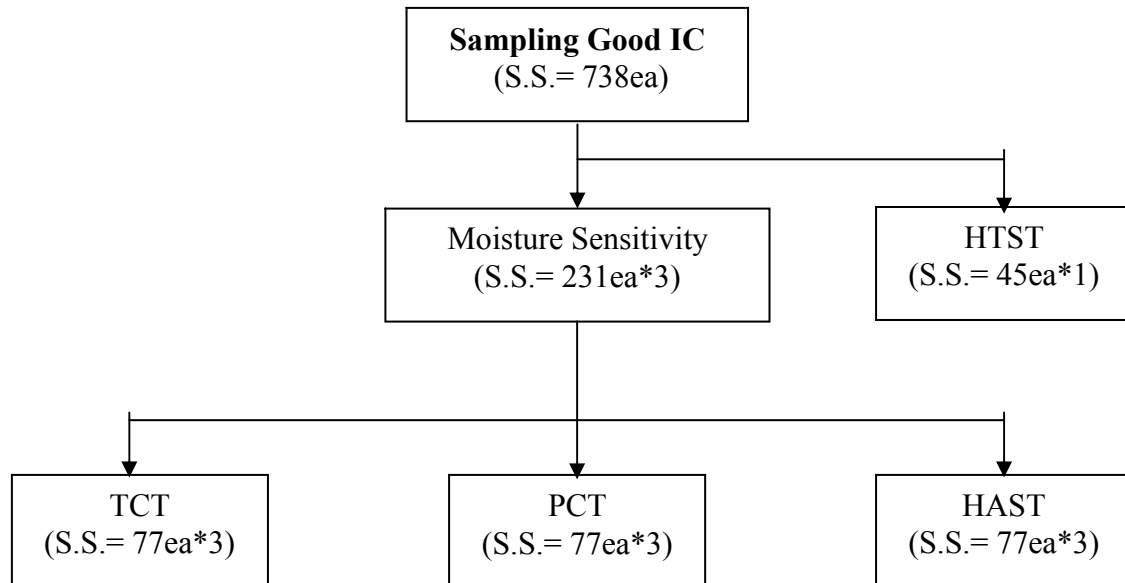 Sampling Good IC
(S.S.= 738ea)
Moisture Sensitivity
(S.S.= 231ea*3)
HTST
(S.S.= 45ea*1)
TCT
(S.S.= 77ea*3)
PCT
(S.S.= 77ea*3)
HAST
(S.S.= 77ea*3)